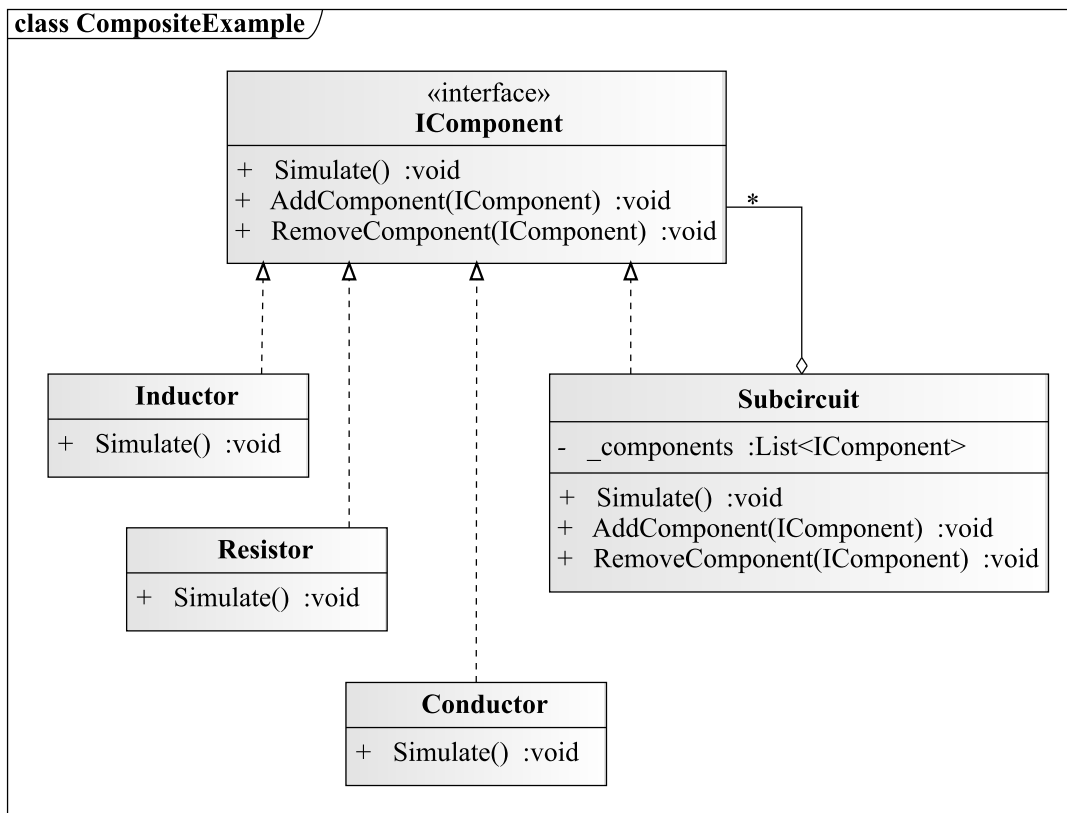 class CompositeExample
«interface»
IComponent
+ Simulate() :void
+ AddComponent(IComponent) :void
+ RemoveComponent(IComponent) :void
*
Inductor
+ Simulate() :void
Subcircuit
- _components :List<IComponent>
+ Simulate() :void
+ AddComponent(IComponent) :void
+ RemoveComponent(IComponent) :void
Resistor
+ Simulate() :void
Conductor
+ Simulate() :void